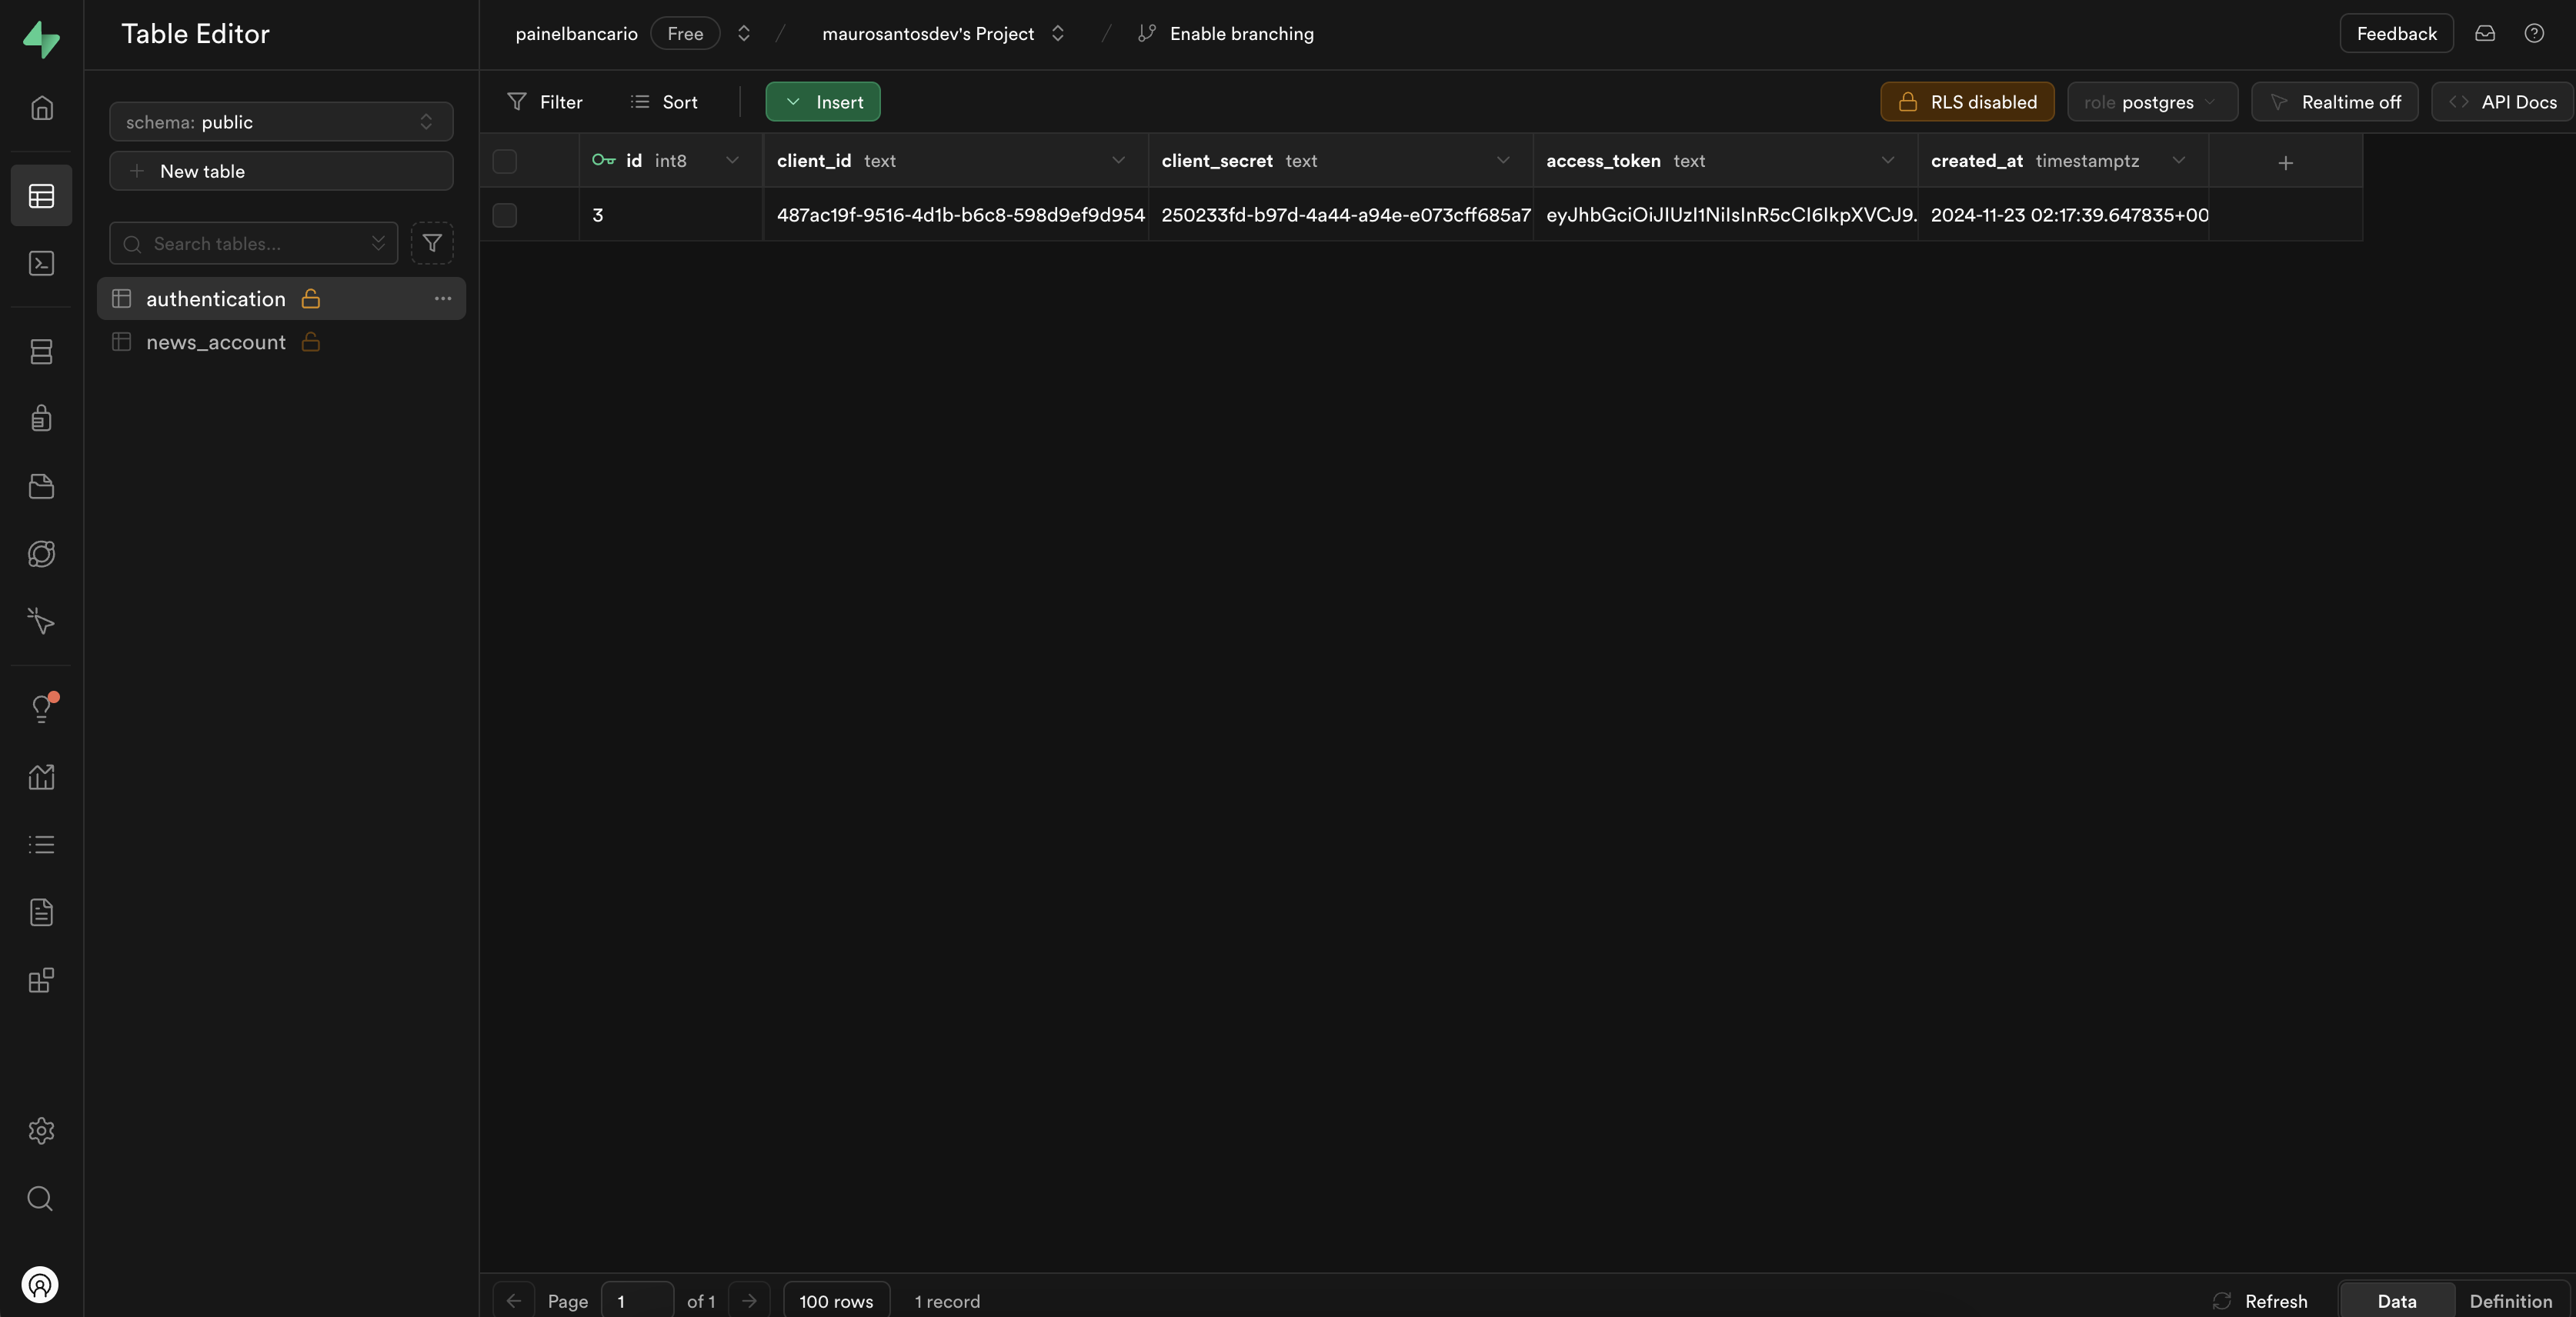 Table Editor
painelbancario Free / maurosantosdev's Project / Enable branching
Feedback
schema: public
New table
Search tables...
authentication
news_account
Filter Sort Insert
RLS disabled role postgres Realtime off API Docs
id int8 client_id text client_secret text access_token text created_at timestamptz
3 487ac19f-9516-4d1b-b6c8-598d9ef9d954 250233fd-b97d-4a44-a94e-e073cff685a7 eyJhbGciOiJIUzI1NiIsInR5cCI6IkpXVCJ9. 2024-11-23 02:17:39.647835+00
Page 1 of 1 100 rows 1 record
Refresh Data Definition